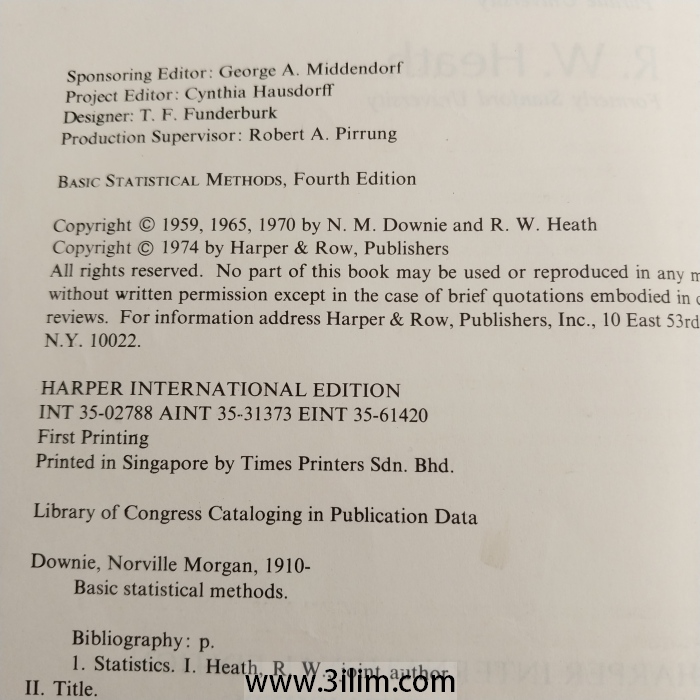 Sponsoring Editor: George A. Middendorf
Project Editor: Cynthia Hausdorff
Designer: T. F. Funderburk
Production Supervisor: Robert A. Pirrung
BASIC STATISTICAL METHODS, Fourth Edition
Copyright © 1959, 1965, 1970 by N. M. Downie and R. W. Heath
Copyright © 1974 by Harper & Row, Publishers
All rights reserved. No part of this book may be used or reproduced in any
without written permission except in the case of brief quotations embodied in
reviews. For information address Harper & Row, Publishers, Inc., 10 East 53rd
N.Y. 10022.
HARPER INTERNATIONAL EDITION
INT 35-02788 AINT 35-31373 EINT 35-61420
First Printing
Printed in Singapore by Times Printers Sdn. Bhd.
Library of Congress Cataloging in Publication Data
Downie, Norville Morgan, 1910-
Basic statistical methods.
Bibliography: p.
1. Statistics. I. Heath, R. W., joint author.
II. Title.
www.3ilim.com